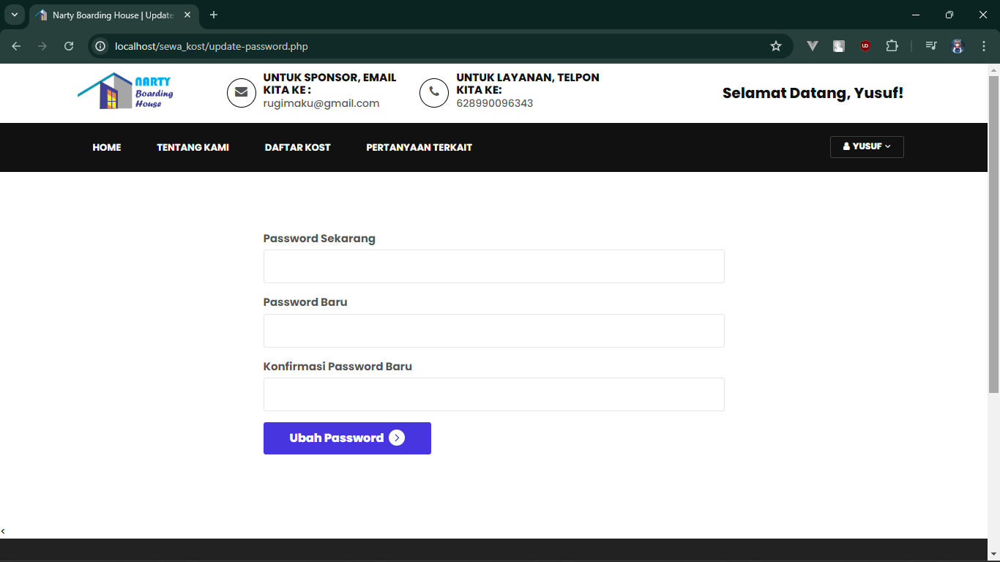 Narty Boarding House | Update
localhost/sewa_kost/update-password.php
NARTY
Boarding
House
UNTUK SPONSOR, EMAIL
KITA KE :
rugimaku@gmail.com
UNTUK LAYANAN, TELPON
KITA KE:
628990096343
Selamat Datang, Yusuf!
HOME
TENTANG KAMI
DAFTAR KOST
PERTANYAAN TERKAIT
YUSUF
Password Sekarang
Password Baru
Konfirmasi Password Baru
Ubah Password
<